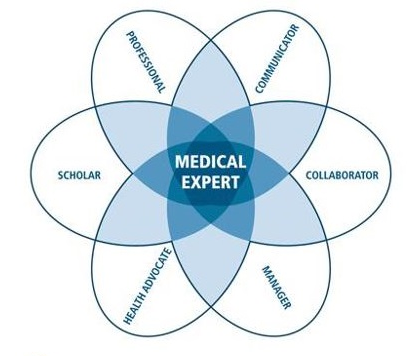 PROFESSIONAL
COMMUNICATOR
SCHOLAR
MEDICAL
EXPERT
COLLABORATOR
HEALTH ADVOCATE
MANAGER